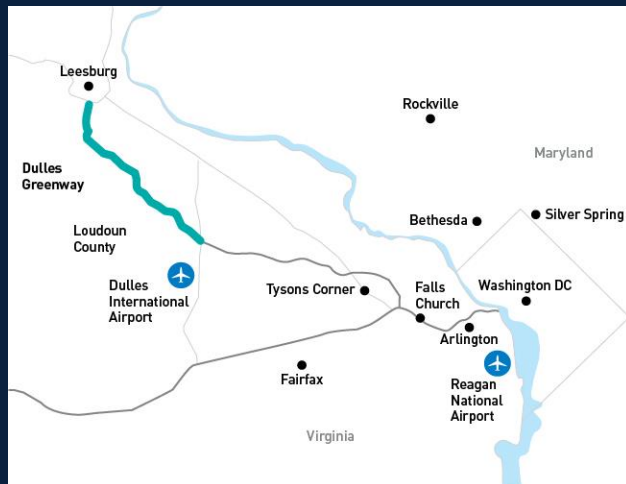 Leesburg
Rockville
Maryland
Dulles
Greenway
Loudoun
County
Bethesda
Silver Spring
Dulles
International
Airport
Tysons Corner
Falls
Church
Washington DC
Arlington
Fairfax
Reagan
National
Airport
Virginia